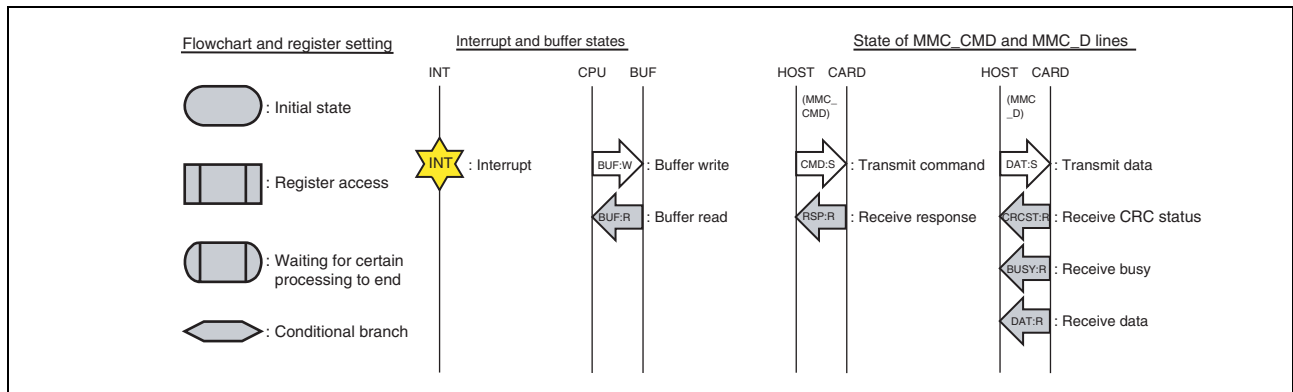 Flowchart and register setting
: Initial state
: Register access
: Waiting for certain
processing to end
: Conditional branch
Interrupt and buffer states
INT
CPU BUF
INT : Interrupt
BUF:W : Buffer write
BUF:R : Buffer read
State of MMC_CMD and MMC_D lines
HOST CARD
(MMC_
CMD)
CMD:S : Transmit command
RSP:R : Receive response
HOST CARD
(MMC
_D)
DAT:S : Transmit data
CRCST:R : Receive CRC status
BUSY:R : Receive busy
DAT:R : Receive data